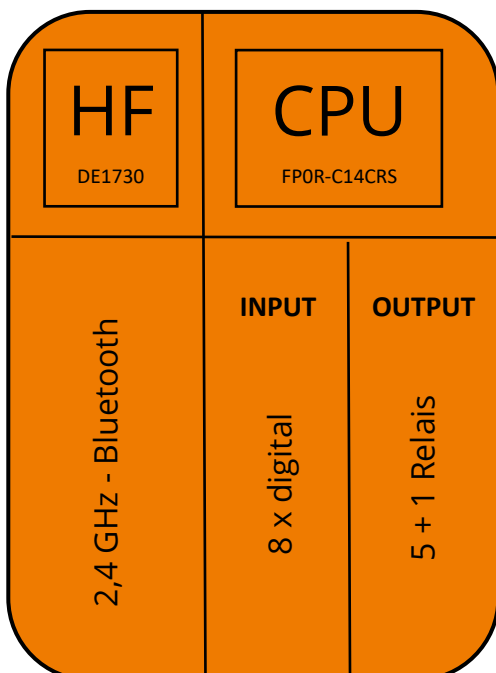 HF
DE1730
CPU
FP0R-C14CRS
2,4 GHz - Bluetooth
INPUT
8 x digital
OUTPUT
5 + 1 Relais